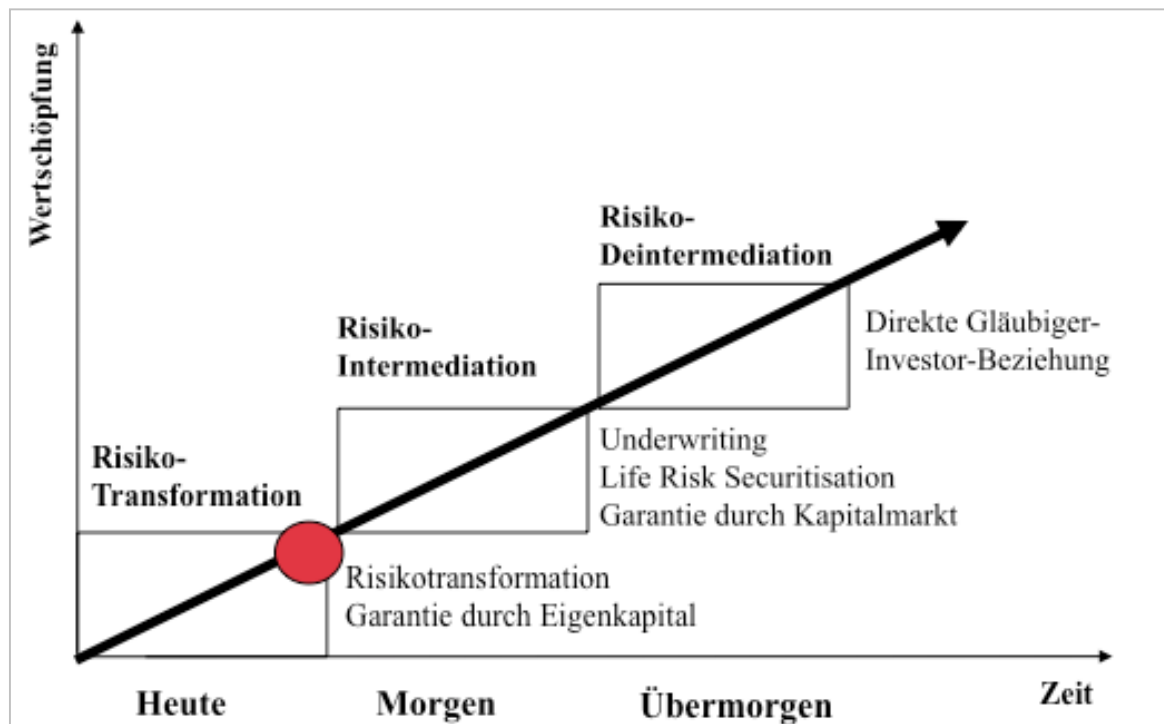 Wertschöpfung
Risiko-
Deintermediation
Direkte Gläubiger-
Investor-Beziehung
Risiko-
Intermediation
Underwriting
Life Risk Securitisation
Garantie durch Kapitalmarkt
Risiko-
Transformation
Risikotransformation
Garantie durch Eigenkapital
Heute
Morgen
Übermorgen
Zeit